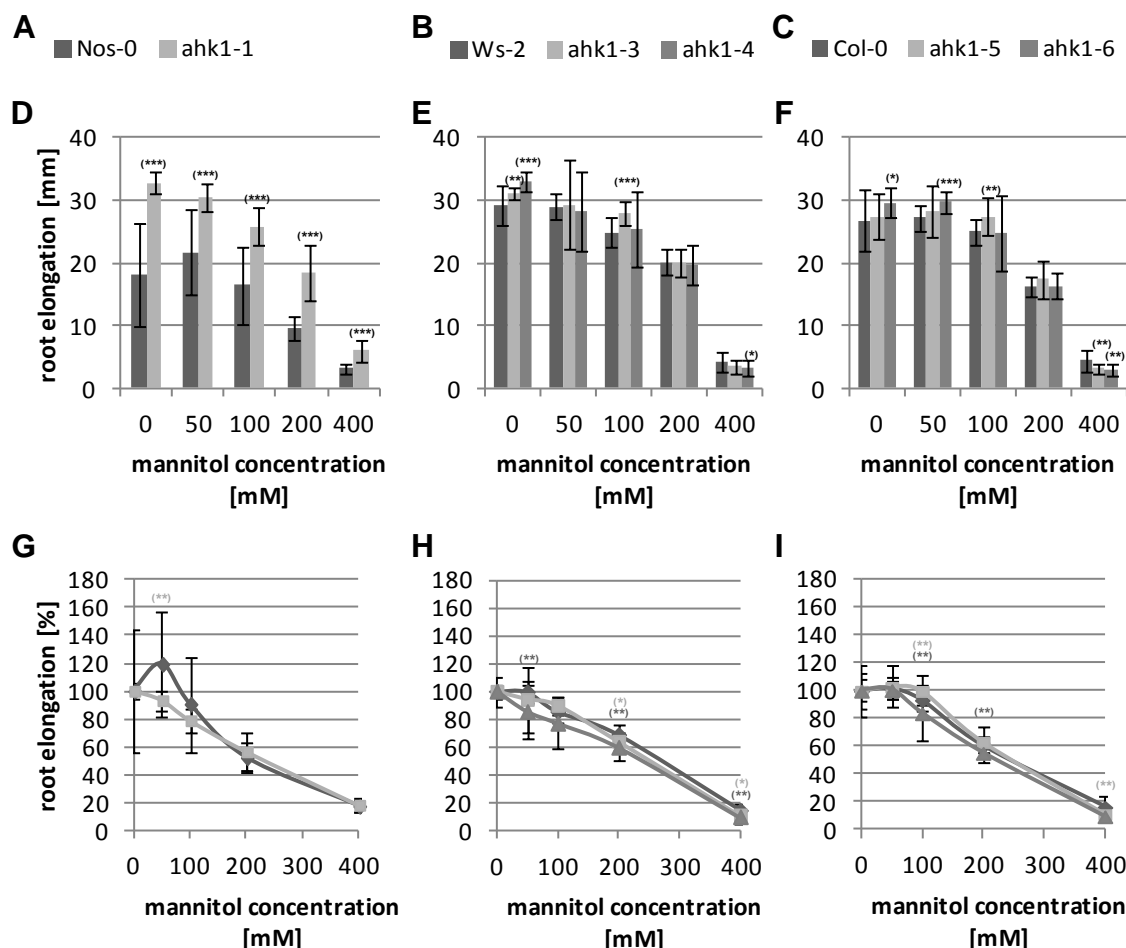 A B C
Nos-0 ahk1-1 Ws-2 ahk1-3 ahk1-4 Col-0 ahk1-5 ahk1-6
D E F
root elongation [mm]
40 40 40
30 30 30
20 20 20
10 10 10
0 0 0
(***) (***) (***) (***) (***)
(**) (***) (***) (*)
(*) (***) (**) (**) (**)
0 50 100 200 400 0 50 100 200 400 0 50 100 200 400
mannitol concentration mannitol concentration mannitol concentration
[mM] [mM] [mM]
G H I
root elongation [%]
180 180 180
160 160 160
140 140 140
120 120 120
100 100 100
80 80 80
60 60 60
40 40 40
20 20 20
0 0 0
(**)
(**) (*) (**) (*) (**)
(**) (**) (**) (**)
0 100 200 300 400 0 100 200 300 400 0 100 200 300 400
mannitol concentration mannitol concentration mannitol concentration
[mM] [mM] [mM]